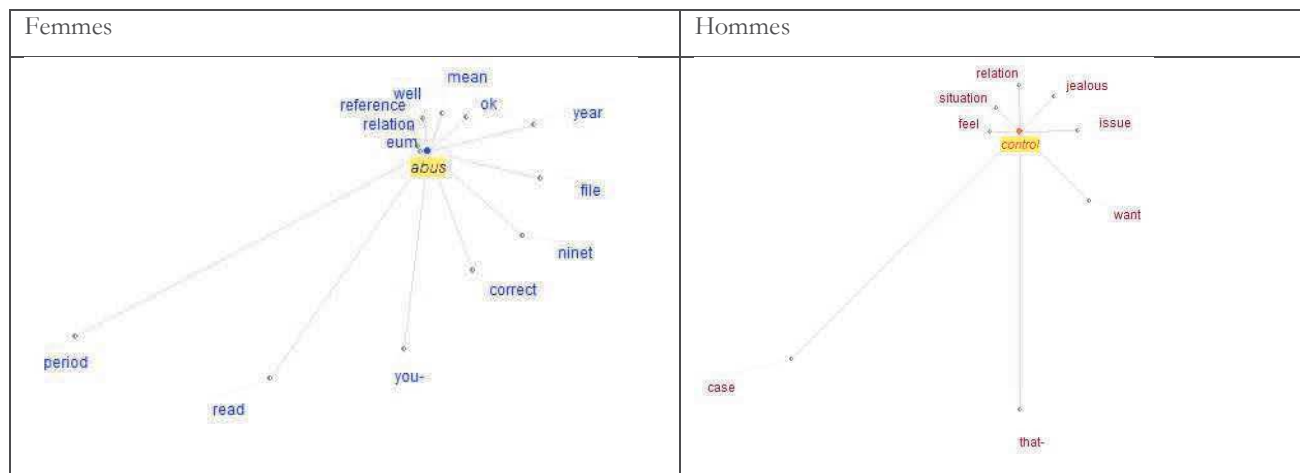 Femmes
Hommes
mean
well
ok
reference
year
relation
eum
abus
file
ninet
correct
period
you-
read
relation
jealous
situation
feel
issue
control
want
case
that-